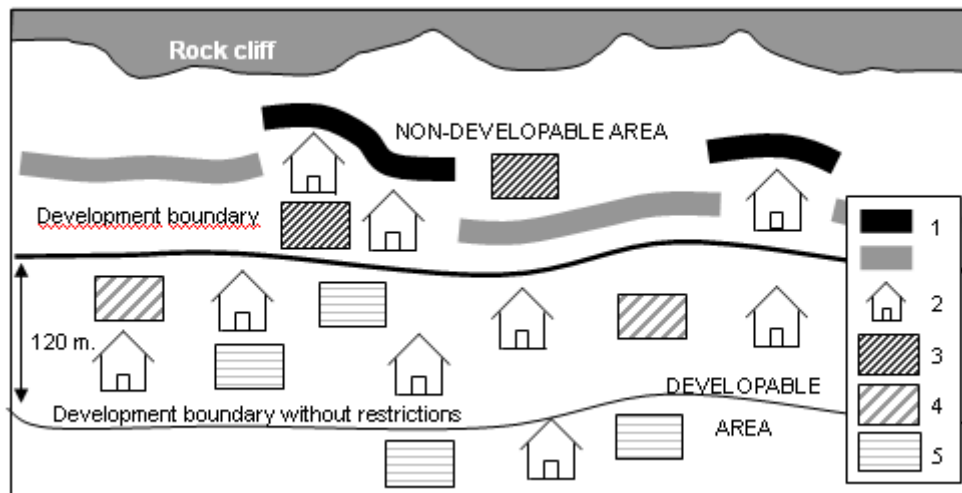 Rock cliff
NON-DEVELOPABLE AREA
Development boundary
1
2
120 m.
3
DEVELOPABLE
4
Development boundary without restrictions
AREA
5